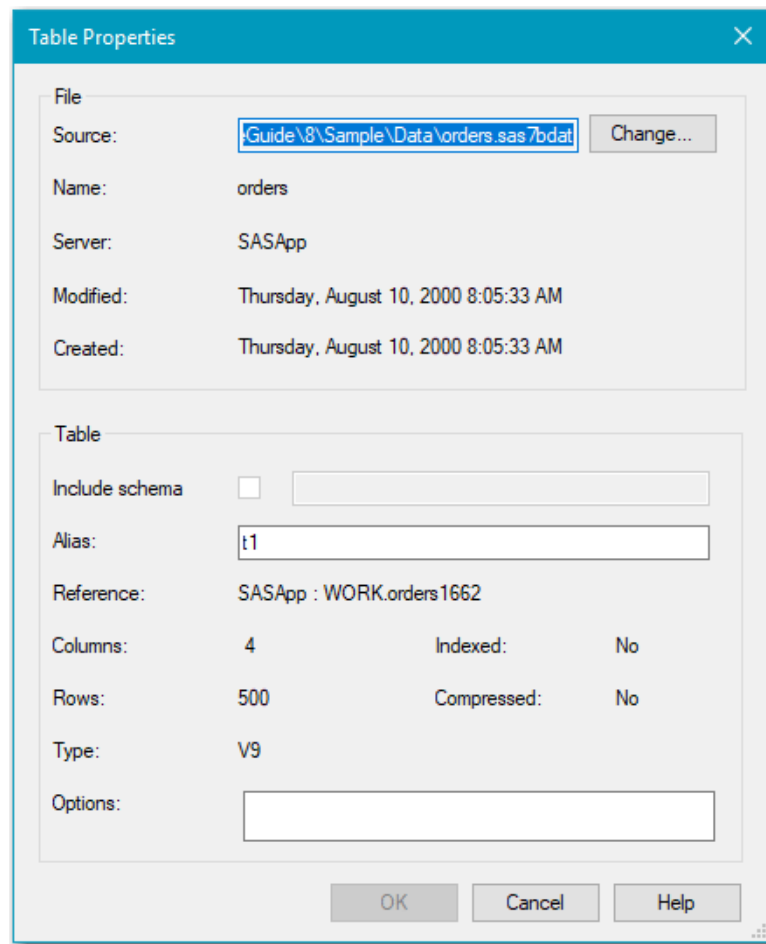 Table Properties
File
Source: :Guide\8\Sample\Data\orders.sas7bdat Change...
Name: orders
Server: SASApp
Modified: Thursday, August 10, 2000 8:05:33 AM
Created: Thursday, August 10, 2000 8:05:33 AM
Table
Include schema
Alias: t1
Reference: SASApp : WORK.orders1662
Columns: 4 Indexed: No
Rows: 500 Compressed: No
Type: V9
Options:
OK Cancel Help